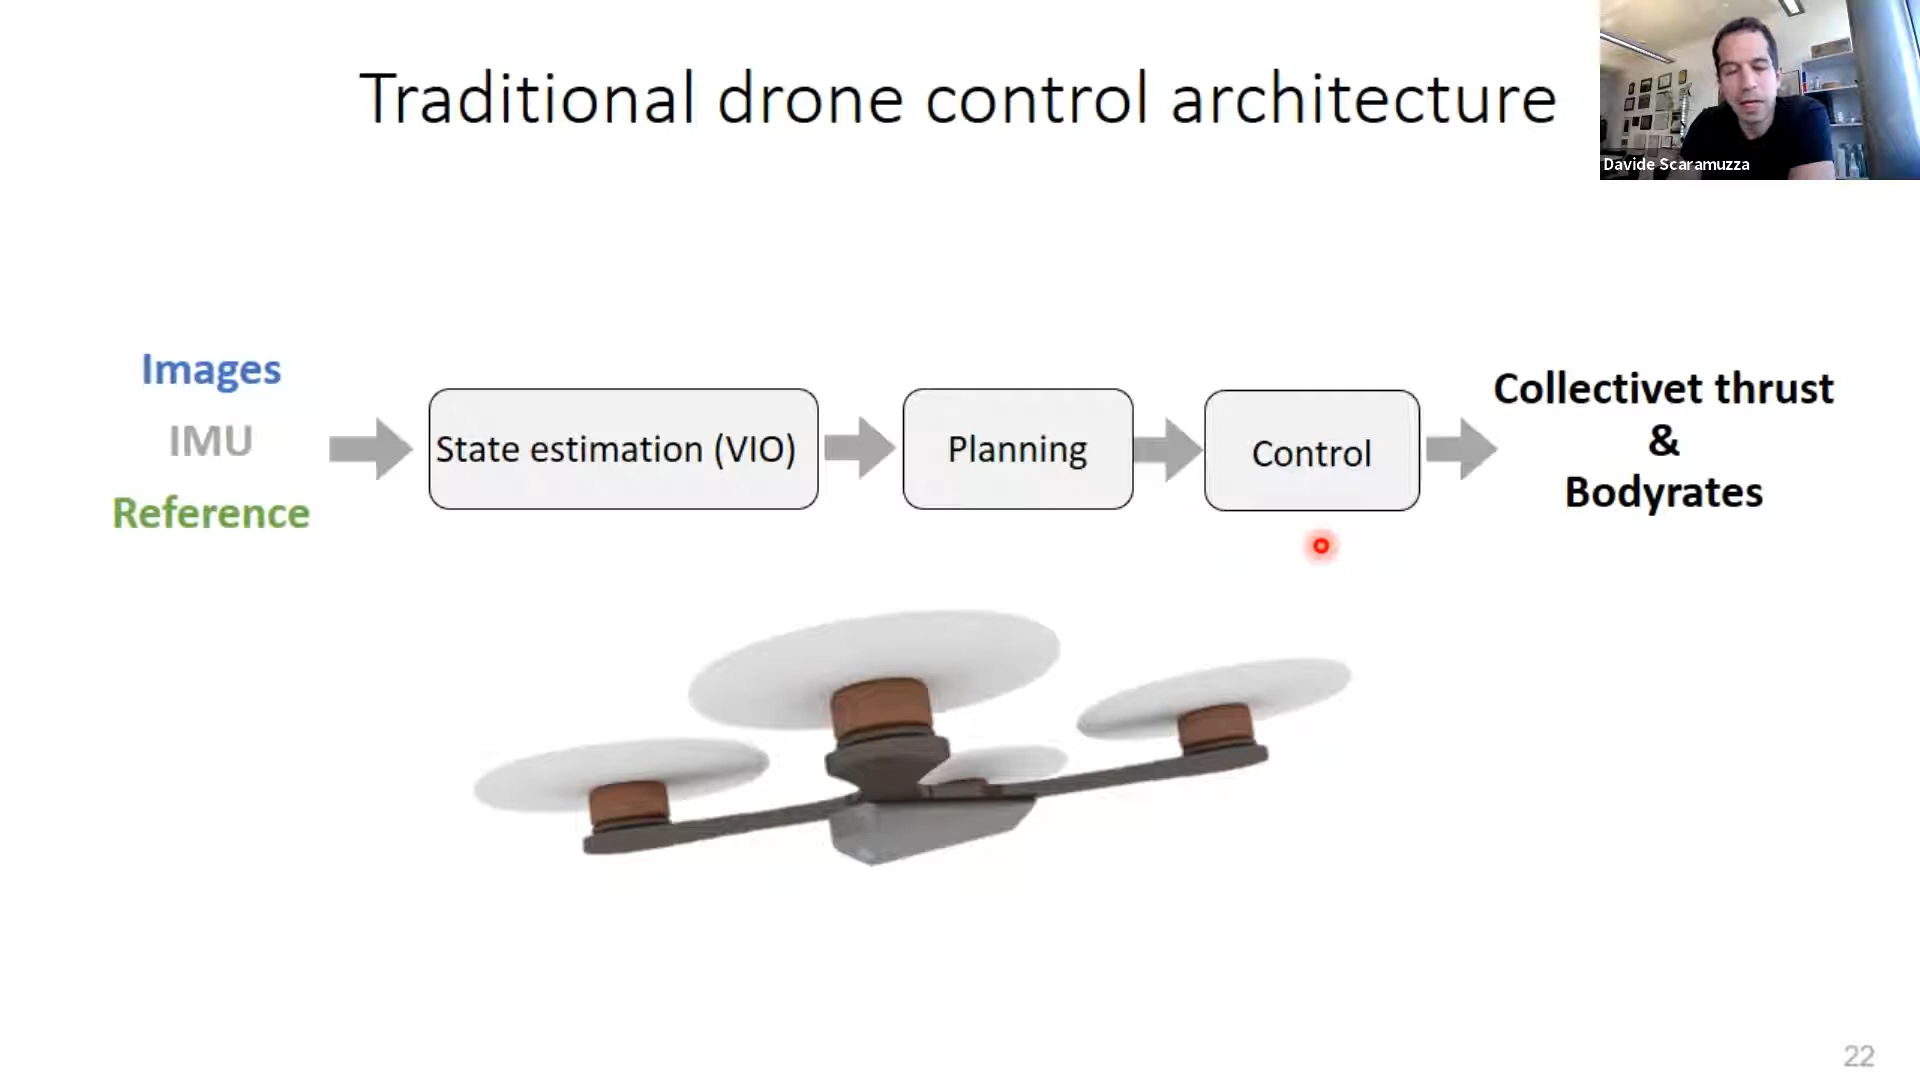 Traditional drone control architecture
Davide Scaramuzza
Images
IMU
Reference
State estimation (VIO)
Planning
Control
Collectivet thrust
&
Bodyrates
22